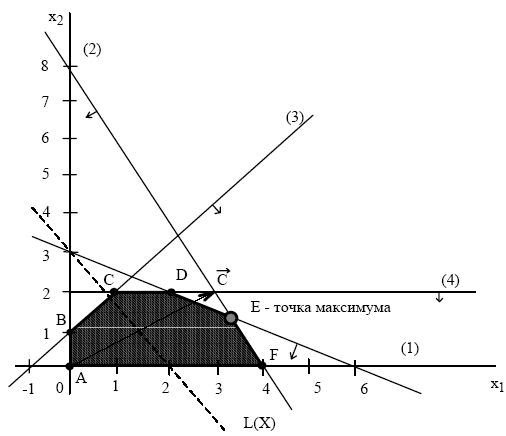 x2
(2)
8
7
(3)
6
5
4
3
C
D
C
(4)
2
E - точка максимума
B
1
(1)
A
F
-1 0 1 2 3 4 5 6 x1
L(X)